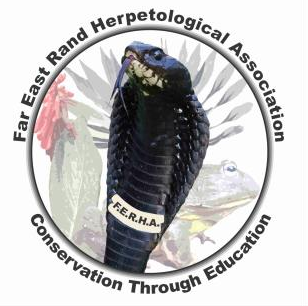 Far East Rand Herpetological Association
F.E.R.H.A.
Conservation Through Education